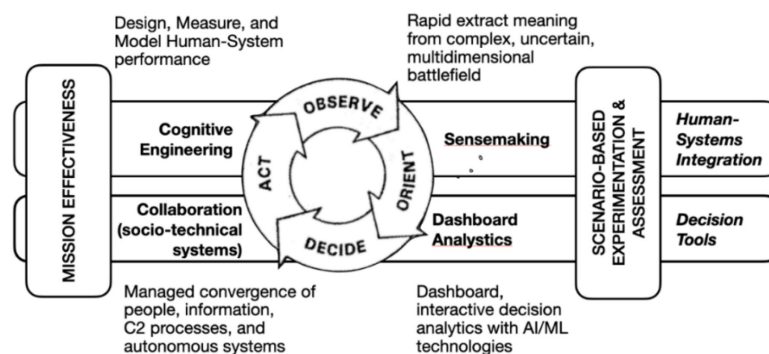 Design, Measure, and
Model Human-System
performance
Rapid extract meaning
from complex, uncertain,
multidimensional
battlefield
MISSION EFFECTIVENESS
Cognitive
Engineering
Collaboration
(socio-technical
systems)
OBSERVE
ORIENT
DECIDE
ACT
Sensemaking
Dashboard
Analytics
SCENARIO-BASED
EXPERIMENTATION &
ASSESSMENT
Human-
Systems
Integration
Decision
Tools
Managed convergence of
people, information,
C2 processes, and
autonomous systems
Dashboard,
interactive decision
analytics with AI/ML
technologies